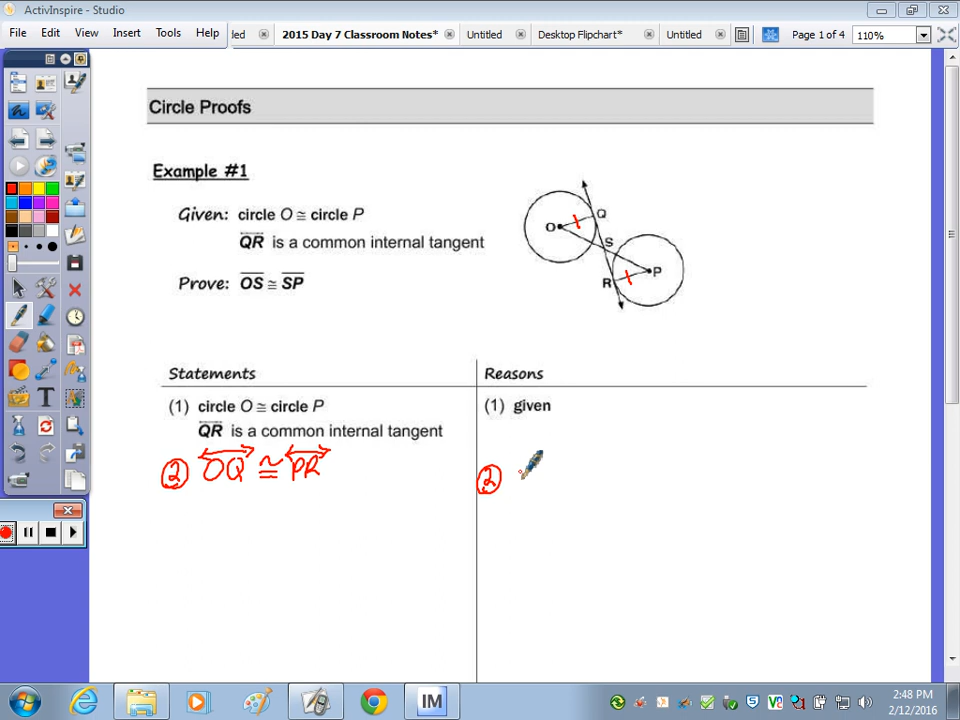 ActivInspire - Studio
File Edit View Insert Tools Help
ded 2015 Day 7 Classroom Notes* Untitled Desktop Flipchart* Untitled Page 1 of 4 110%
Circle Proofs
Example #1
Given: circle O ≅ circle P
QR is a common internal tangent
Prove: OS ≅ SP
O Q
S
R P
Statements Reasons
(1) circle O ≅ circle P (1) given
QR is a common internal tangent
② OQ ≅ PR ②
IM
2:48 PM
2/12/2016